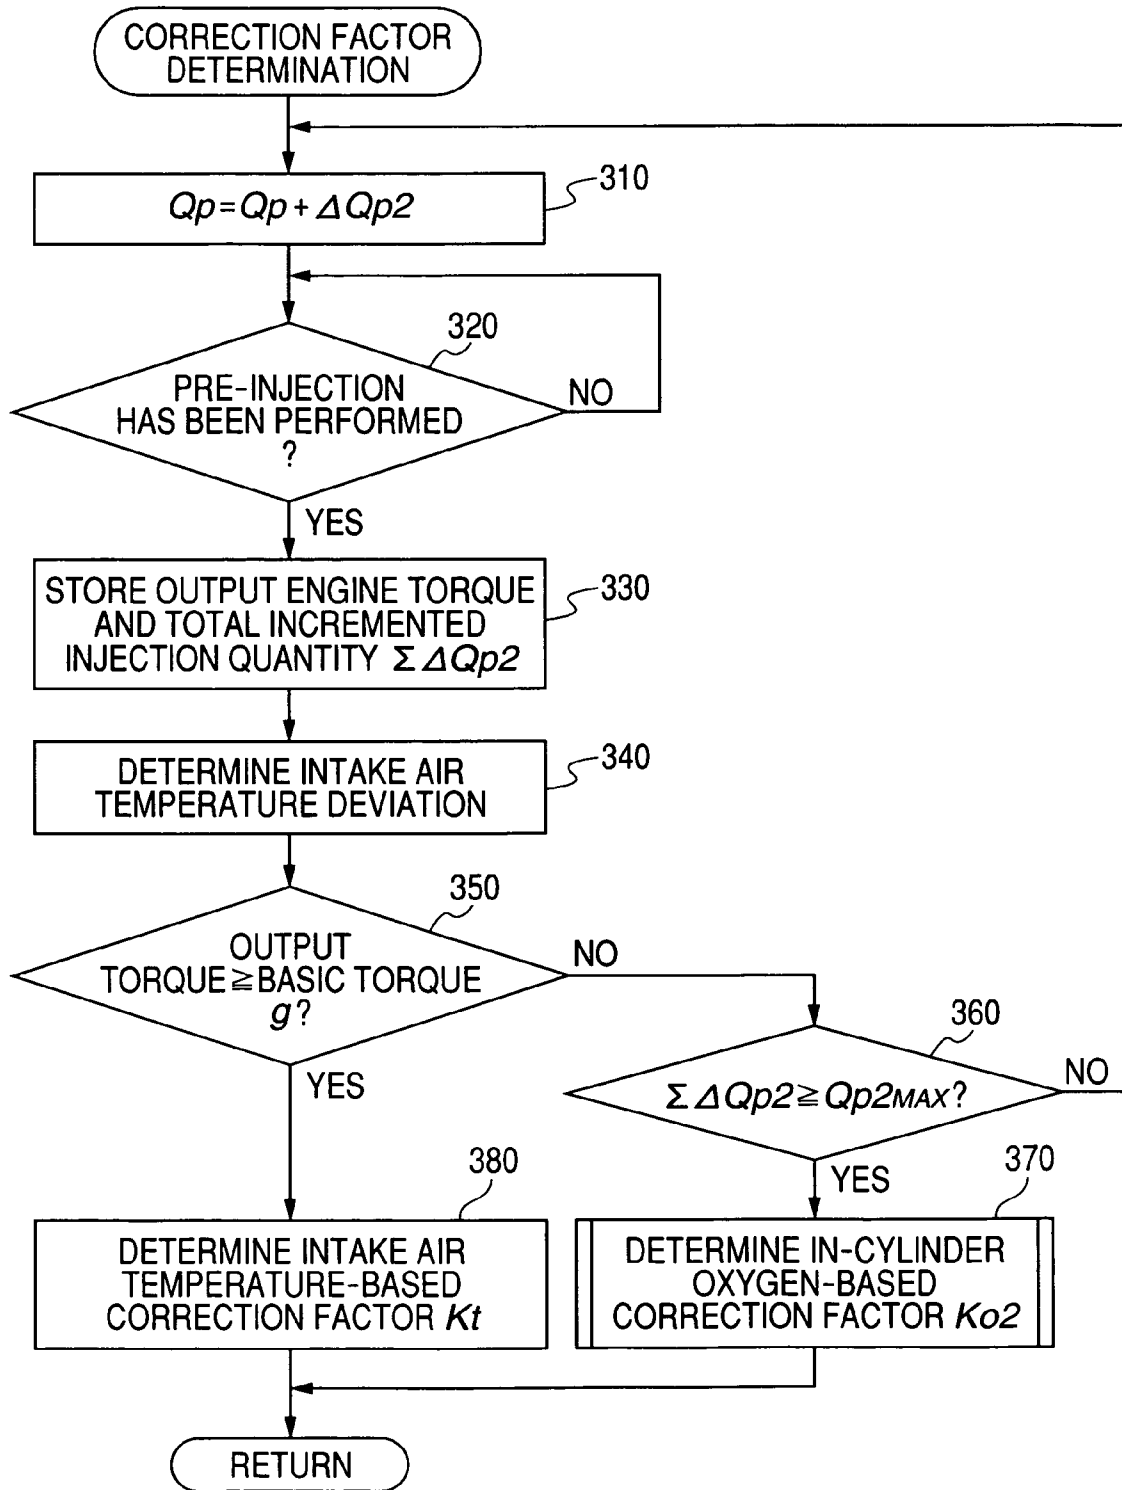 CORRECTION FACTOR
DETERMINATION
Qp=Qp+ΔQp2
310
320
PRE-INJECTION
HAS BEEN PERFORMED
?
NO
YES
STORE OUTPUT ENGINE TORQUE
AND TOTAL INCREMENTED
INJECTION QUANTITY ΣΔQp2
330
DETERMINE INTAKE AIR
TEMPERATURE DEVIATION
340
350
OUTPUT
TORQUE≧BASIC TORQUE
g?
NO
YES
360
ΣΔQp2≧Qp2MAX?
NO
YES
380
DETERMINE INTAKE AIR
TEMPERATURE-BASED
CORRECTION FACTOR Kt
370
DETERMINE IN-CYLINDER
OXYGEN-BASED
CORRECTION FACTOR Ko2
RETURN